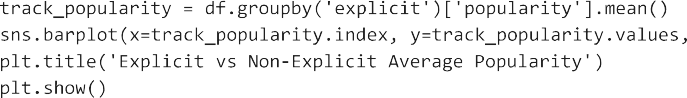 track_popularity = df.groupby('explicit')['popularity'].mean()
sns.barplot(x=track_popularity.index, y=track_popularity.values,
plt.title('Explicit vs Non-Explicit Average Popularity')
plt.show()